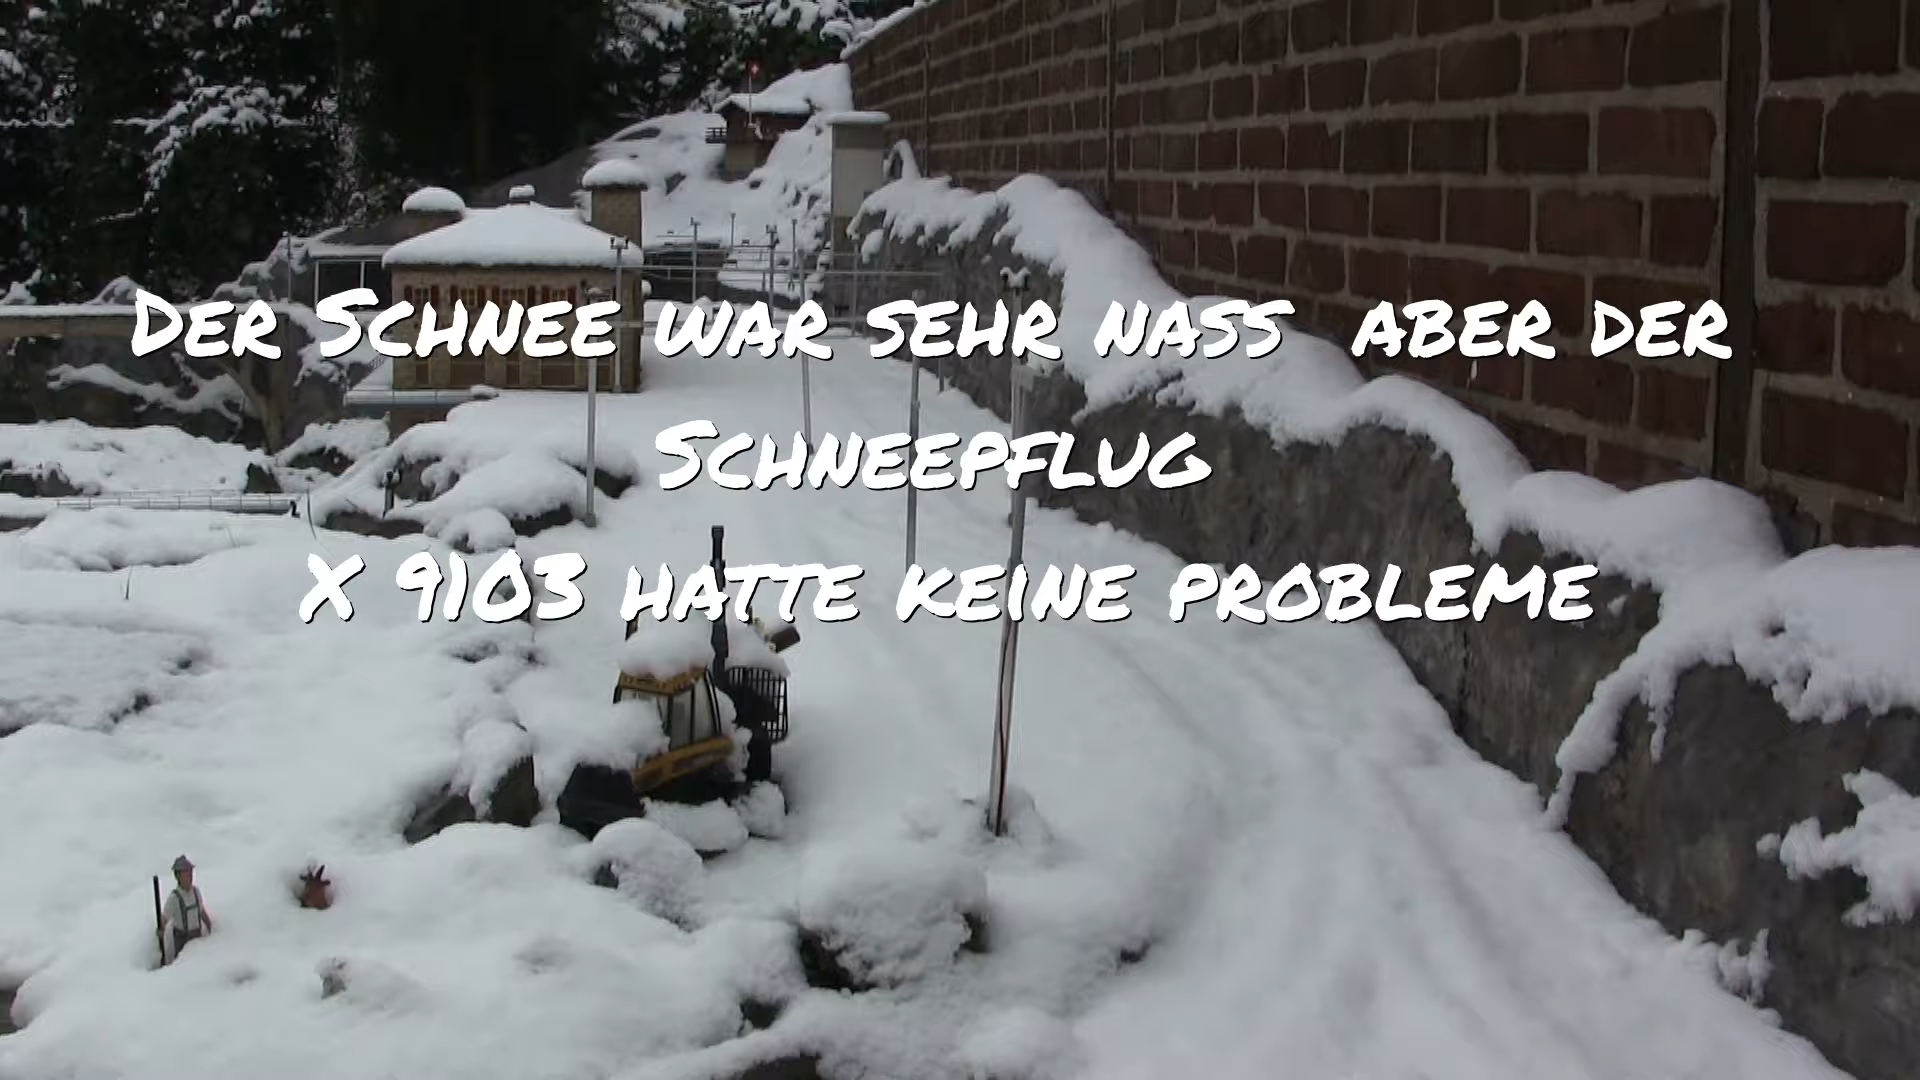 Der Schnee war sehr nass aber der
Schneepflug
X 9103 hatte keine probleme